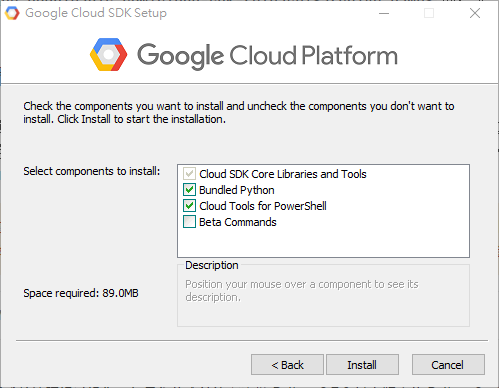 Google Cloud SDK Setup
Google Cloud Platform
Check the components you want to install and uncheck the components you don't want to
install. Click Install to start the installation.
Select components to install:
Cloud SDK Core Libraries and Tools
Bundled Python
Cloud Tools for PowerShell
Beta Commands
Description
Position your mouse over a component to see its
description.
Space required: 89.0MB
< Back
Install
Cancel